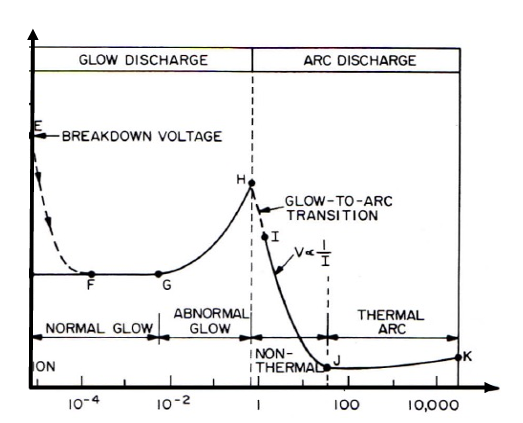 GLOW DISCHARGE
ARC DISCHARGE
E
BREAKDOWN VOLTAGE
H
GLOW-TO-ARC
TRANSITION
I
V∝1/I
F
G
NORMAL GLOW
ABNORMAL
GLOW
THERMAL
ARC
ION
NON-
THERMAL
J
K
10⁻⁴
10⁻²
1
100
10,000